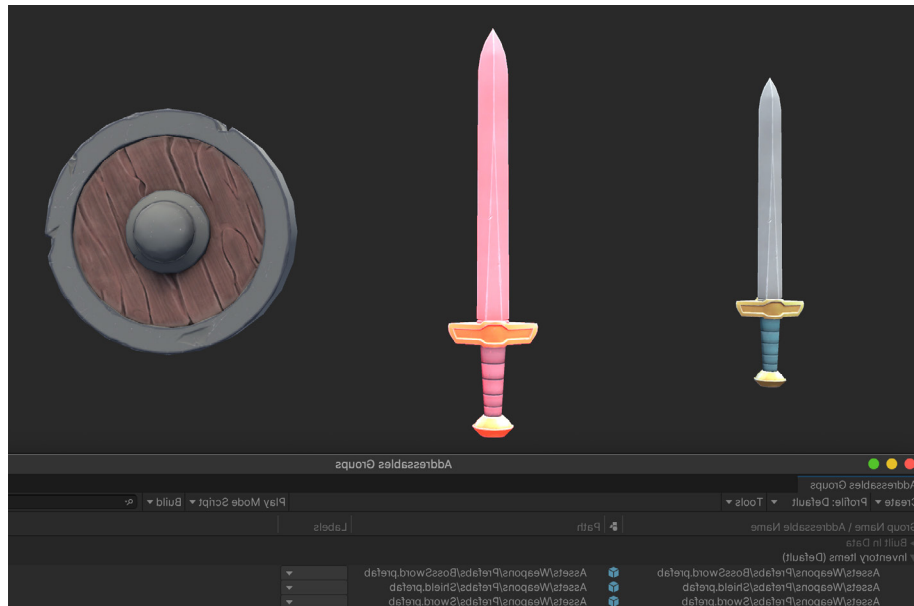 Addressables Groups
Addressables Groups
Create Profile: Default Tools Play Mode Script Build
Group Name \ Addressable Name Path Labels
Built In Data
Inventory Items (Default)
Assets/Weapons/Prefabs/BossSword.prefab Assets/Weapons/Prefabs/BossSword.prefab
Assets/Weapons/Prefabs/Shield.prefab Assets/Weapons/Prefabs/Shield.prefab
Assets/Weapons/Prefabs/Sword.prefab Assets/Weapons/Prefabs/Sword.prefab